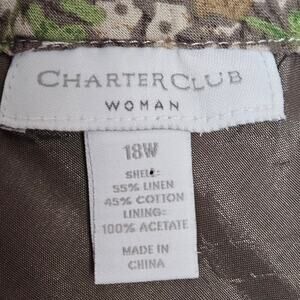 CHARTER CLUB
WOMAN
18W
SHELL:
55% LINEN
45% COTTON
LINING:
100% ACETATE
MADE IN
CHINA